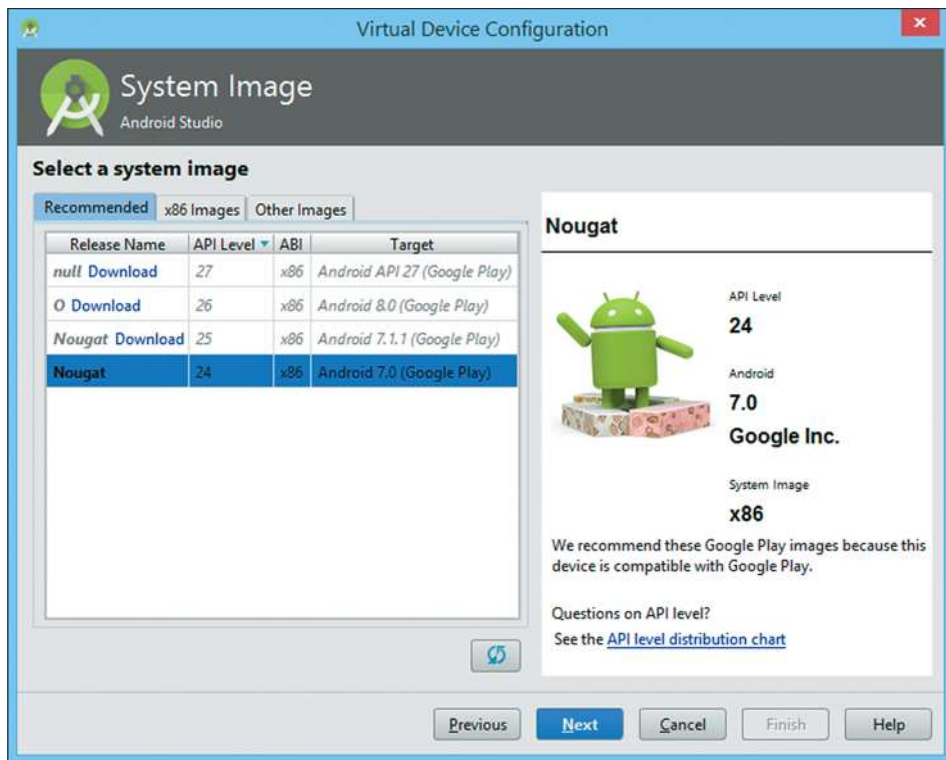 Virtual Device Configuration
System Image
Android Studio
Select a system image
Recommended x86 Images Other Images
Release Name API Level ABI Target
null Download 27 x86 Android API 27 (Google Play)
O Download 26 x86 Android 8.0 (Google Play)
Nougat Download 25 x86 Android 7.1.1 (Google Play)
Nougat 24 x86 Android 7.0 (Google Play)
Nougat
API Level
24
Android
7.0
Google Inc.
System Image
x86
We recommend these Google Play images because this
device is compatible with Google Play.
Questions on API level?
See the API level distribution chart
Previous Next Cancel Finish Help